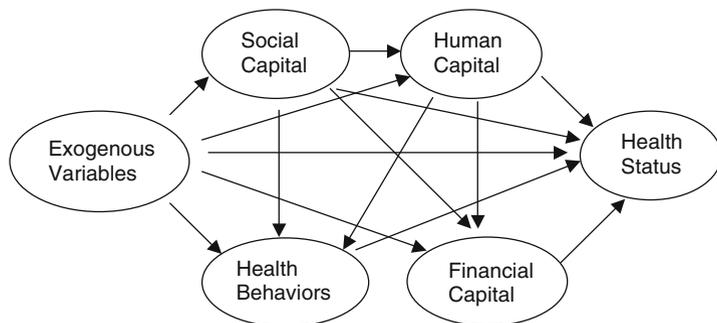 Social
Capital
Human
Capital
Exogenous
Variables
Health
Status
Health
Behaviors
Financial
Capital